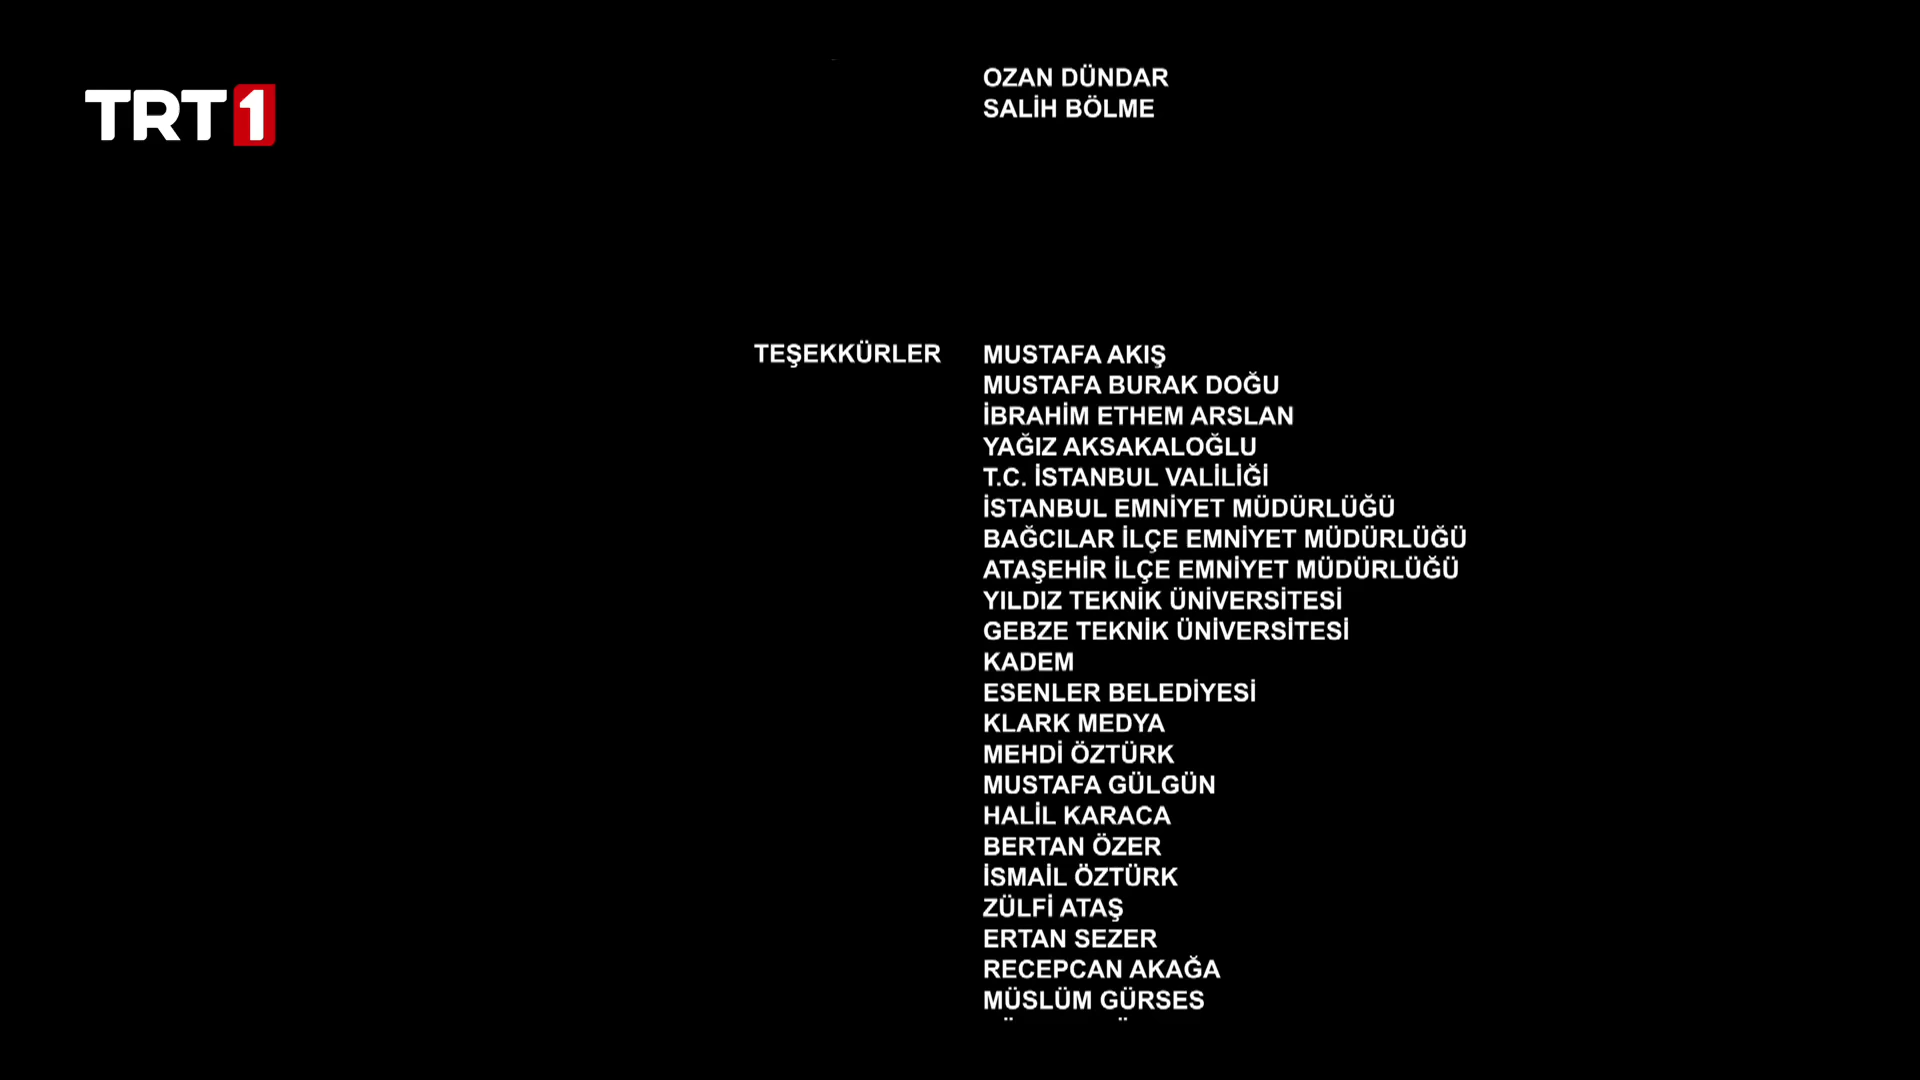 OZAN DÜNDAR
SALİH BÖLME
TRT 1
TEŞEKKÜRLER MUSTAFA AKIŞ
MUSTAFA BURAK DOĞU
İBRAHİM ETHEM ARSLAN
YAĞIZ AKSAKALOĞLU
T.C. İSTANBUL VALİLİĞİ
İSTANBUL EMNİYET MÜDÜRLÜĞÜ
BAĞCILAR İLÇE EMNİYET MÜDÜRLÜĞÜ
ATAŞEHİR İLÇE EMNİYET MÜDÜRLÜĞÜ
YILDIZ TEKNİK ÜNİVERSİTESİ
GEBZE TEKNİK ÜNİVERSİTESİ
KADEM
ESENLER BELEDİYESİ
KLARK MEDYA
MEHDİ ÖZTÜRK
MUSTAFA GÜLGÜN
HALİL KARACA
BERTAN ÖZER
İSMAİL ÖZTÜRK
ZÜLFİ ATAŞ
ERTAN SEZER
RECEPCAN AKAĞA
MÜSLÜM GÜRSES